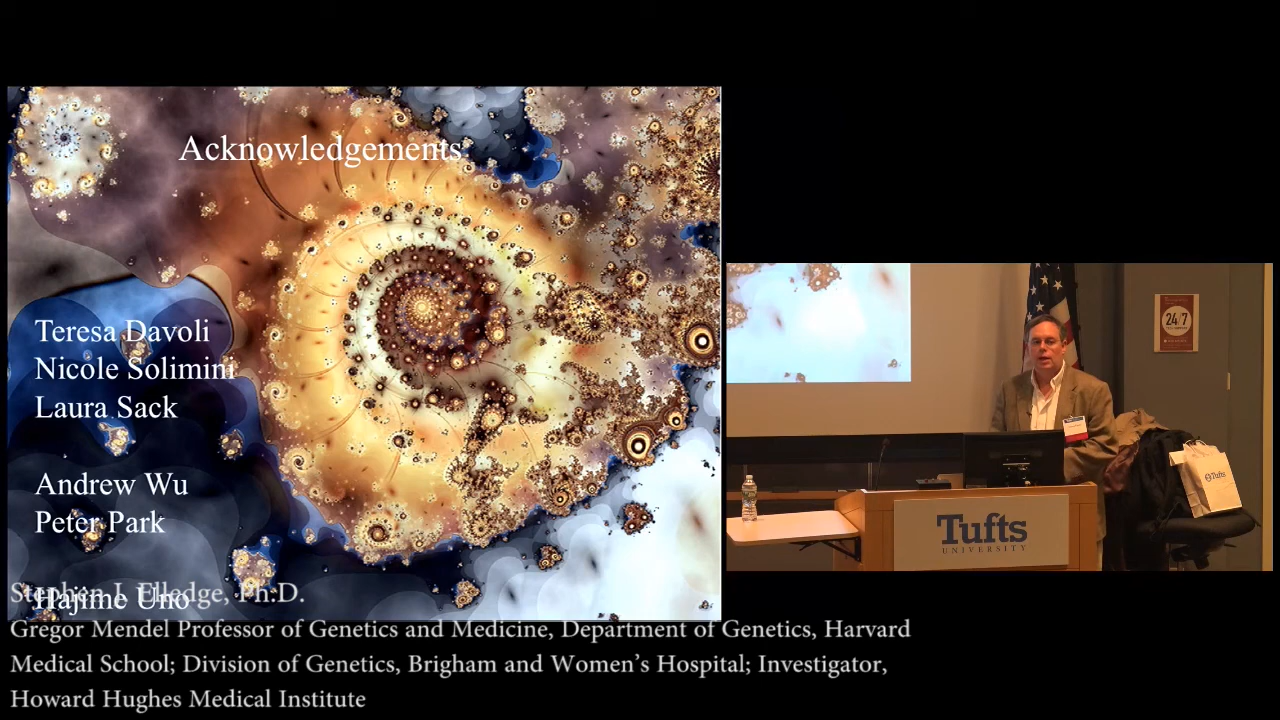 Acknowledgements
Teresa Davoli
Nicole Solimini
Laura Sack
Andrew Wu
Peter Park
Hajime Uno
Stephen J. Elledge, Ph.D.
Gregor Mendel Professor of Genetics and Medicine, Department of Genetics, Harvard
Medical School; Division of Genetics, Brigham and Women's Hospital; Investigator,
Howard Hughes Medical Institute
24/7
Tufts
Tufts
UNIVERSITY